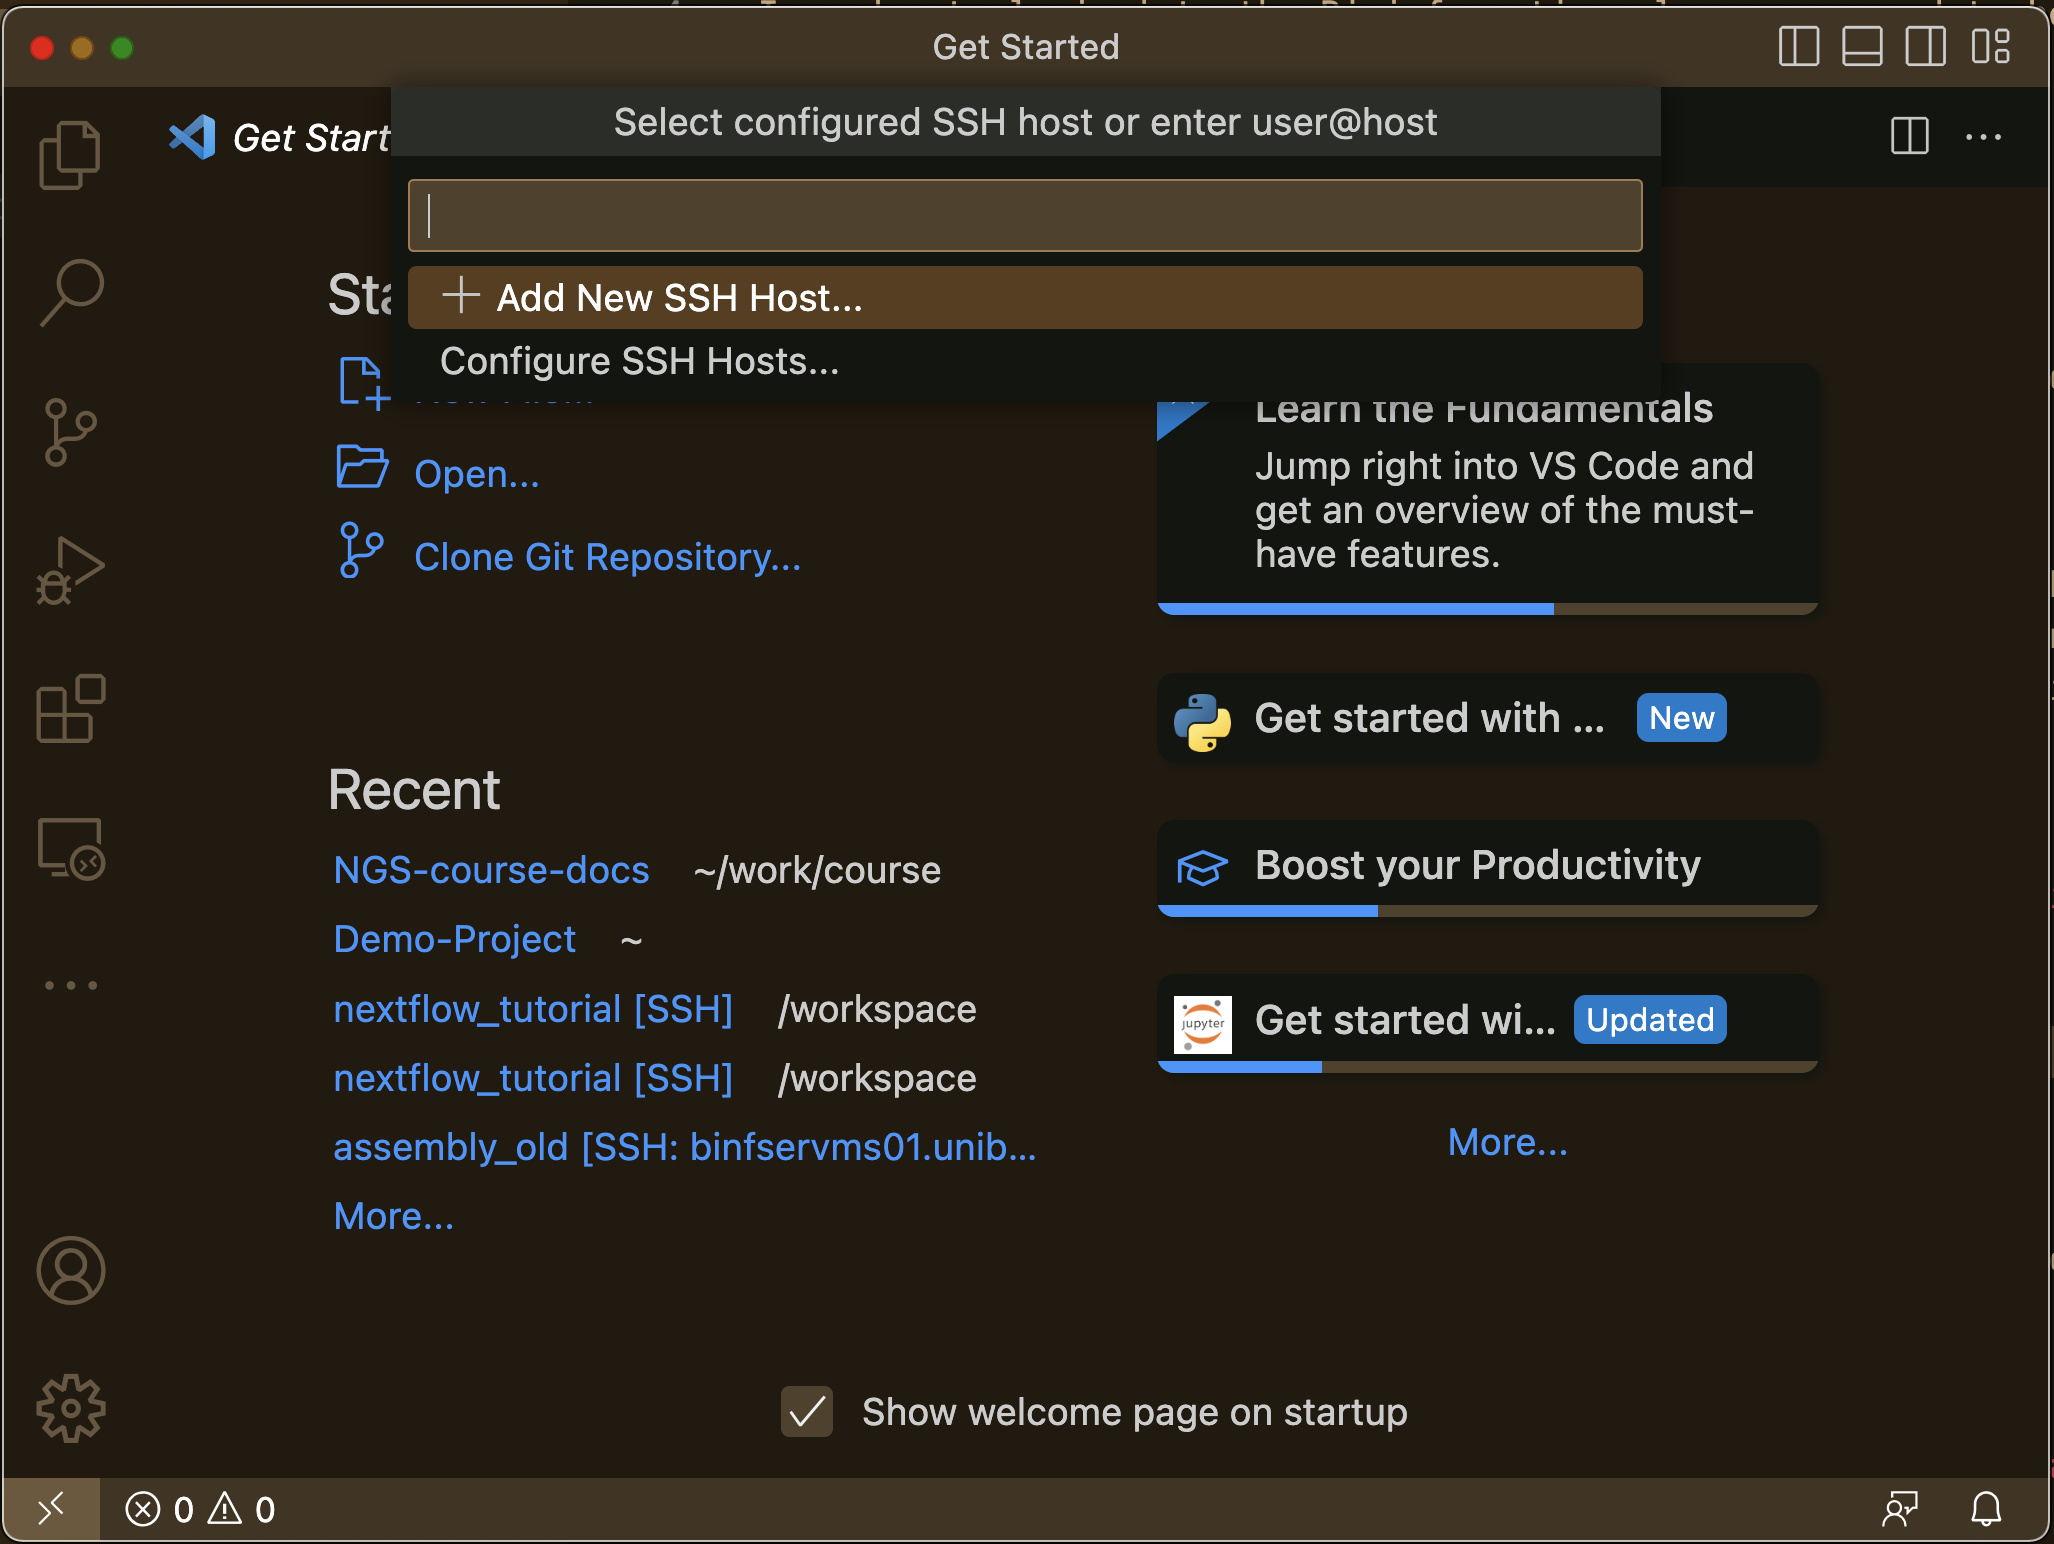 Get Started
Get Start
Select configured SSH host or enter user@host
Add New SSH Host...
Configure SSH Hosts...
Open...
Clone Git Repository...
Recent
NGS-course-docs ~/work/course
Demo-Project ~
nextflow_tutorial [SSH] /workspace
nextflow_tutorial [SSH] /workspace
assembly_old [SSH: binfservms01.unib...
More...
Learn the Fundamentals
Jump right into VS Code and
get an overview of the must-
have features.
Get started with ... New
Boost your Productivity
jupyter
Get started wi... Updated
More...
Show welcome page on startup
0 0